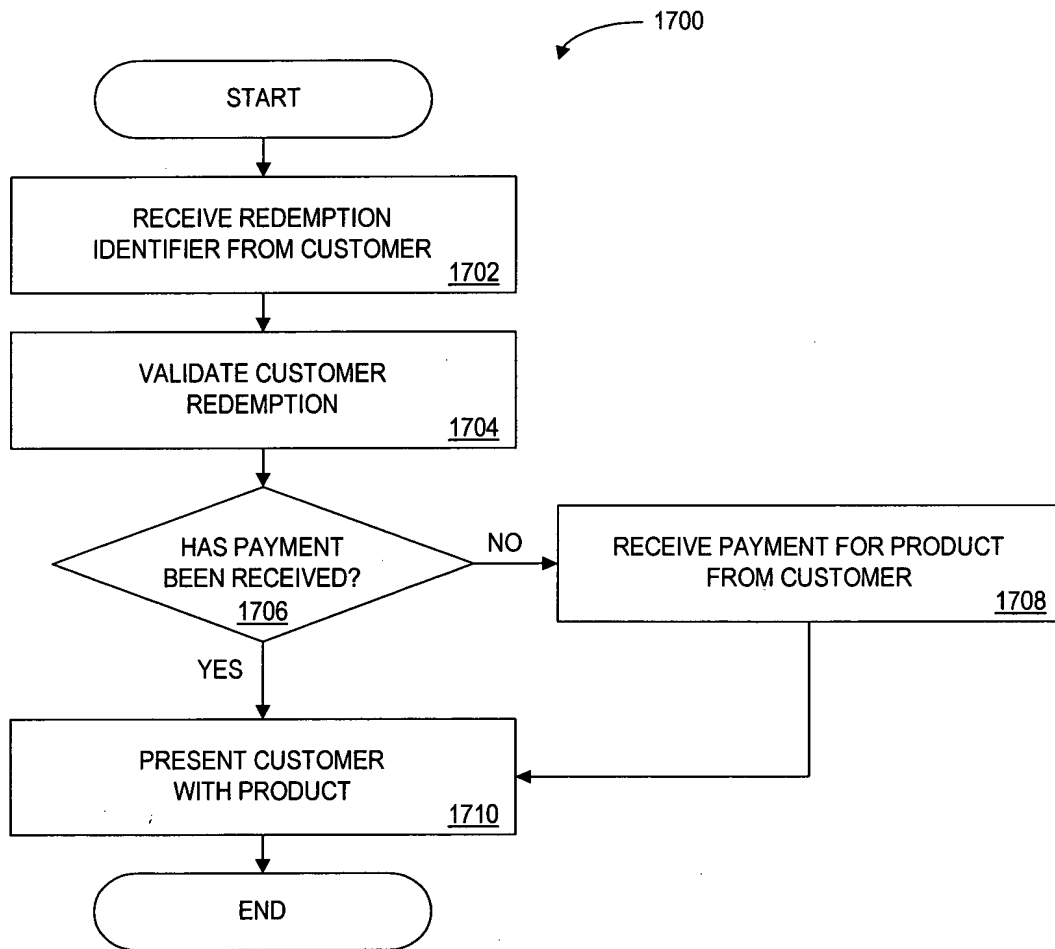 1700
START
RECEIVE REDEMPTION
IDENTIFIER FROM CUSTOMER
1702
VALIDATE CUSTOMER
REDEMPTION
1704
HAS PAYMENT
BEEN RECEIVED?
1706
NO
RECEIVE PAYMENT FOR PRODUCT
FROM CUSTOMER
1708
YES
PRESENT CUSTOMER
WITH PRODUCT
1710
END